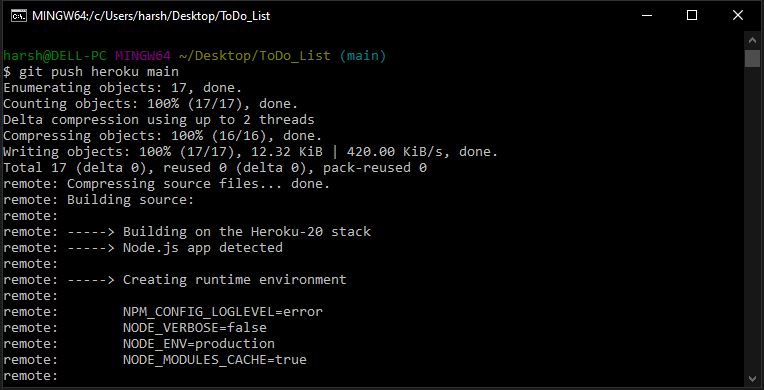 MINGW64:/c/Users/harsh/Desktop/ToDo_List
harsh@DELL-PC MINGW64 ~/Desktop/ToDo_List (main)
$ git push heroku main
Enumerating objects: 17, done.
Counting objects: 100% (17/17), done.
Delta compression using up to 2 threads
Compressing objects: 100% (16/16), done.
Writing objects: 100% (17/17), 12.32 KiB | 420.00 KiB/s, done.
Total 17 (delta 0), reused 0 (delta 0), pack-reused 0
remote: Compressing source files... done.
remote: Building source:
remote:
remote: -----> Building on the Heroku-20 stack
remote: -----> Node.js app detected
remote:
remote: -----> Creating runtime environment
remote:
remote:        NPM_CONFIG_LOGLEVEL=error
remote:        NODE_VERBOSE=false
remote:        NODE_ENV=production
remote:        NODE_MODULES_CACHE=true
remote: